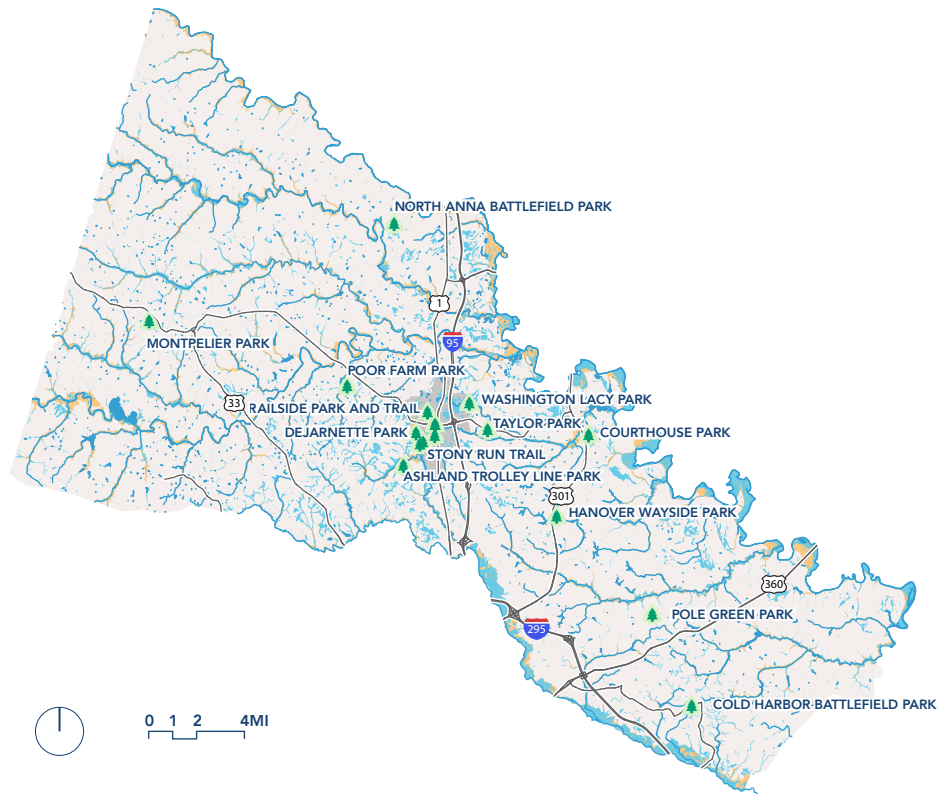 NORTH ANNA BATTLEFIELD PARK
1
MONTPELIER PARK
95
POOR FARM PARK
33
RAILSIDE PARK AND TRAIL
WASHINGTON LACY PARK
TAYLOR PARK
DEJARNETTE PARK
COURTHOUSE PARK
STONY RUN TRAIL
ASHLAND TROLLEY LINE PARK
301
HANOVER WAYSIDE PARK
360
POLE GREEN PARK
295
COLD HARBOR BATTLEFIELD PARK
0 1 2 4MI